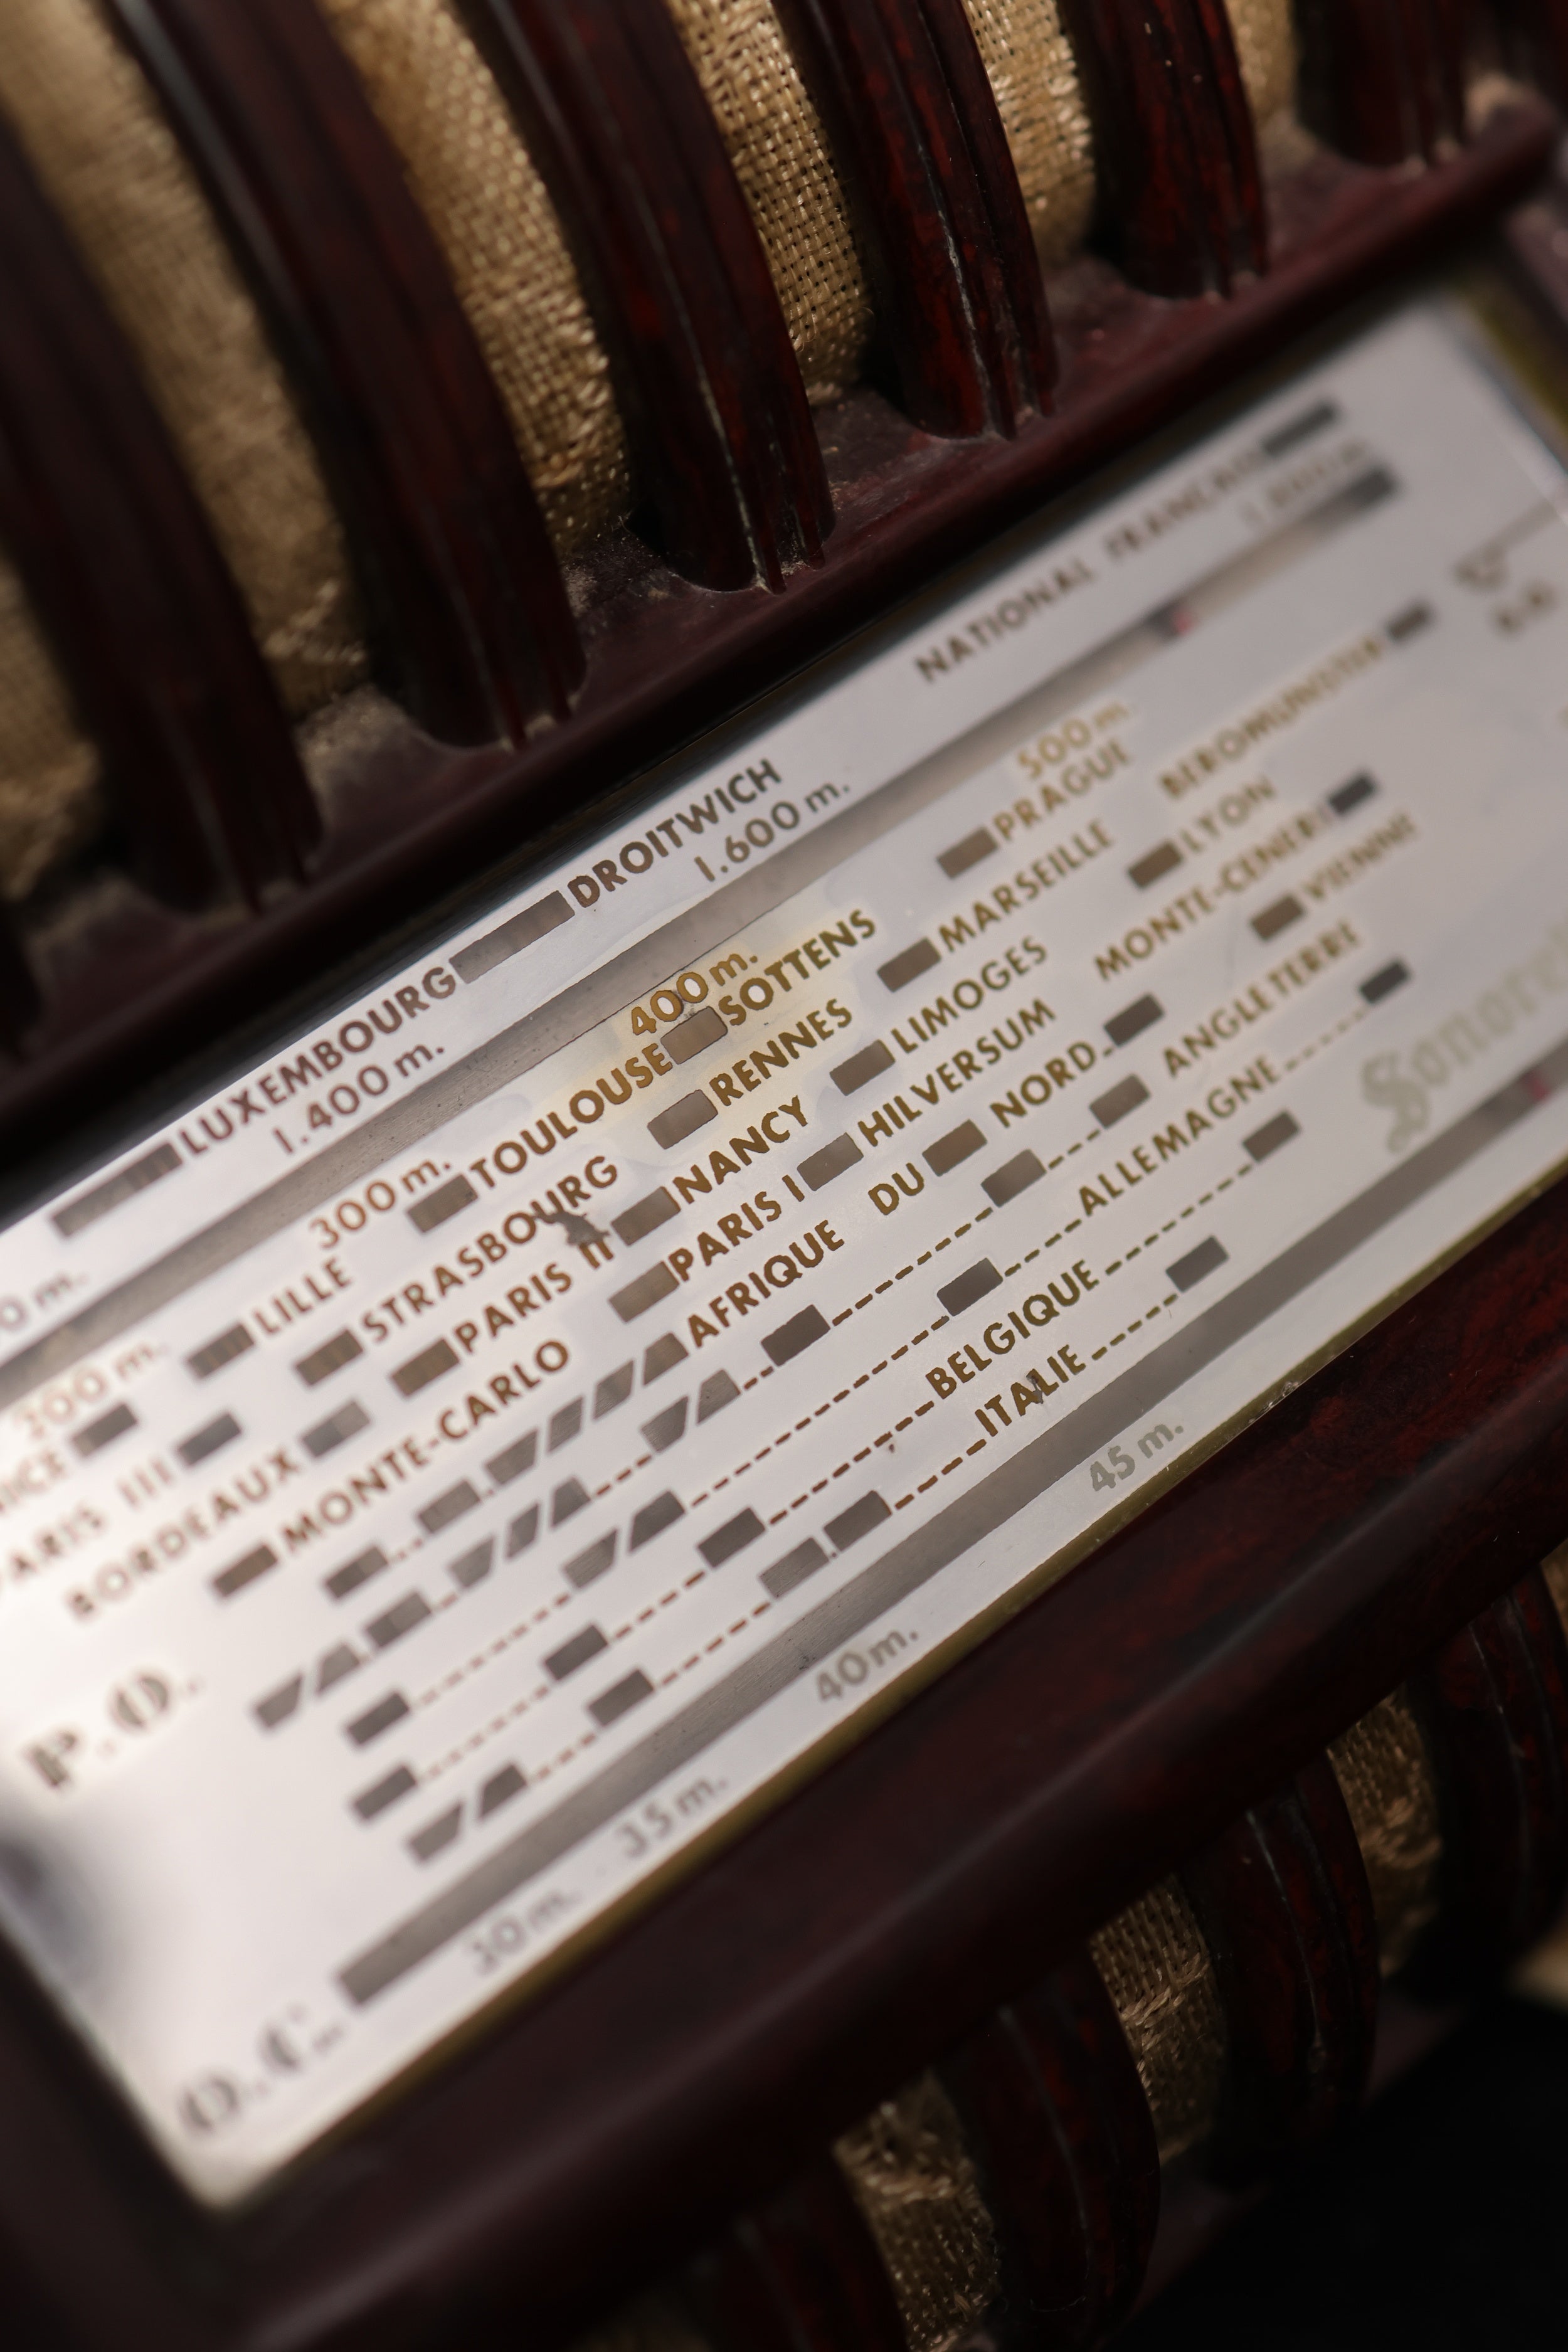 LUXEMBOURG DROITWICH NATIONAL FRANÇAIS
1.400 m. 1.600 m.
200 m. 300 m. 400 m. 500 m.
LILLE TOULOUSE SOTTENS PRAGUE BEROMUNSTER
PARIS III STRASBOURG RENNES MARSEILLE LYON
BORDEAUX PARIS II NANCY LIMOGES MONTE-CENERI
MONTE-CARLO PARIS I HILVERSUM VIENNE
AFRIQUE DU NORD ANGLETERRE
P.O. ALLEMAGNE
BELGIQUE
ITALIE
O.C. 30 m. 35 m. 40 m. 45 m.